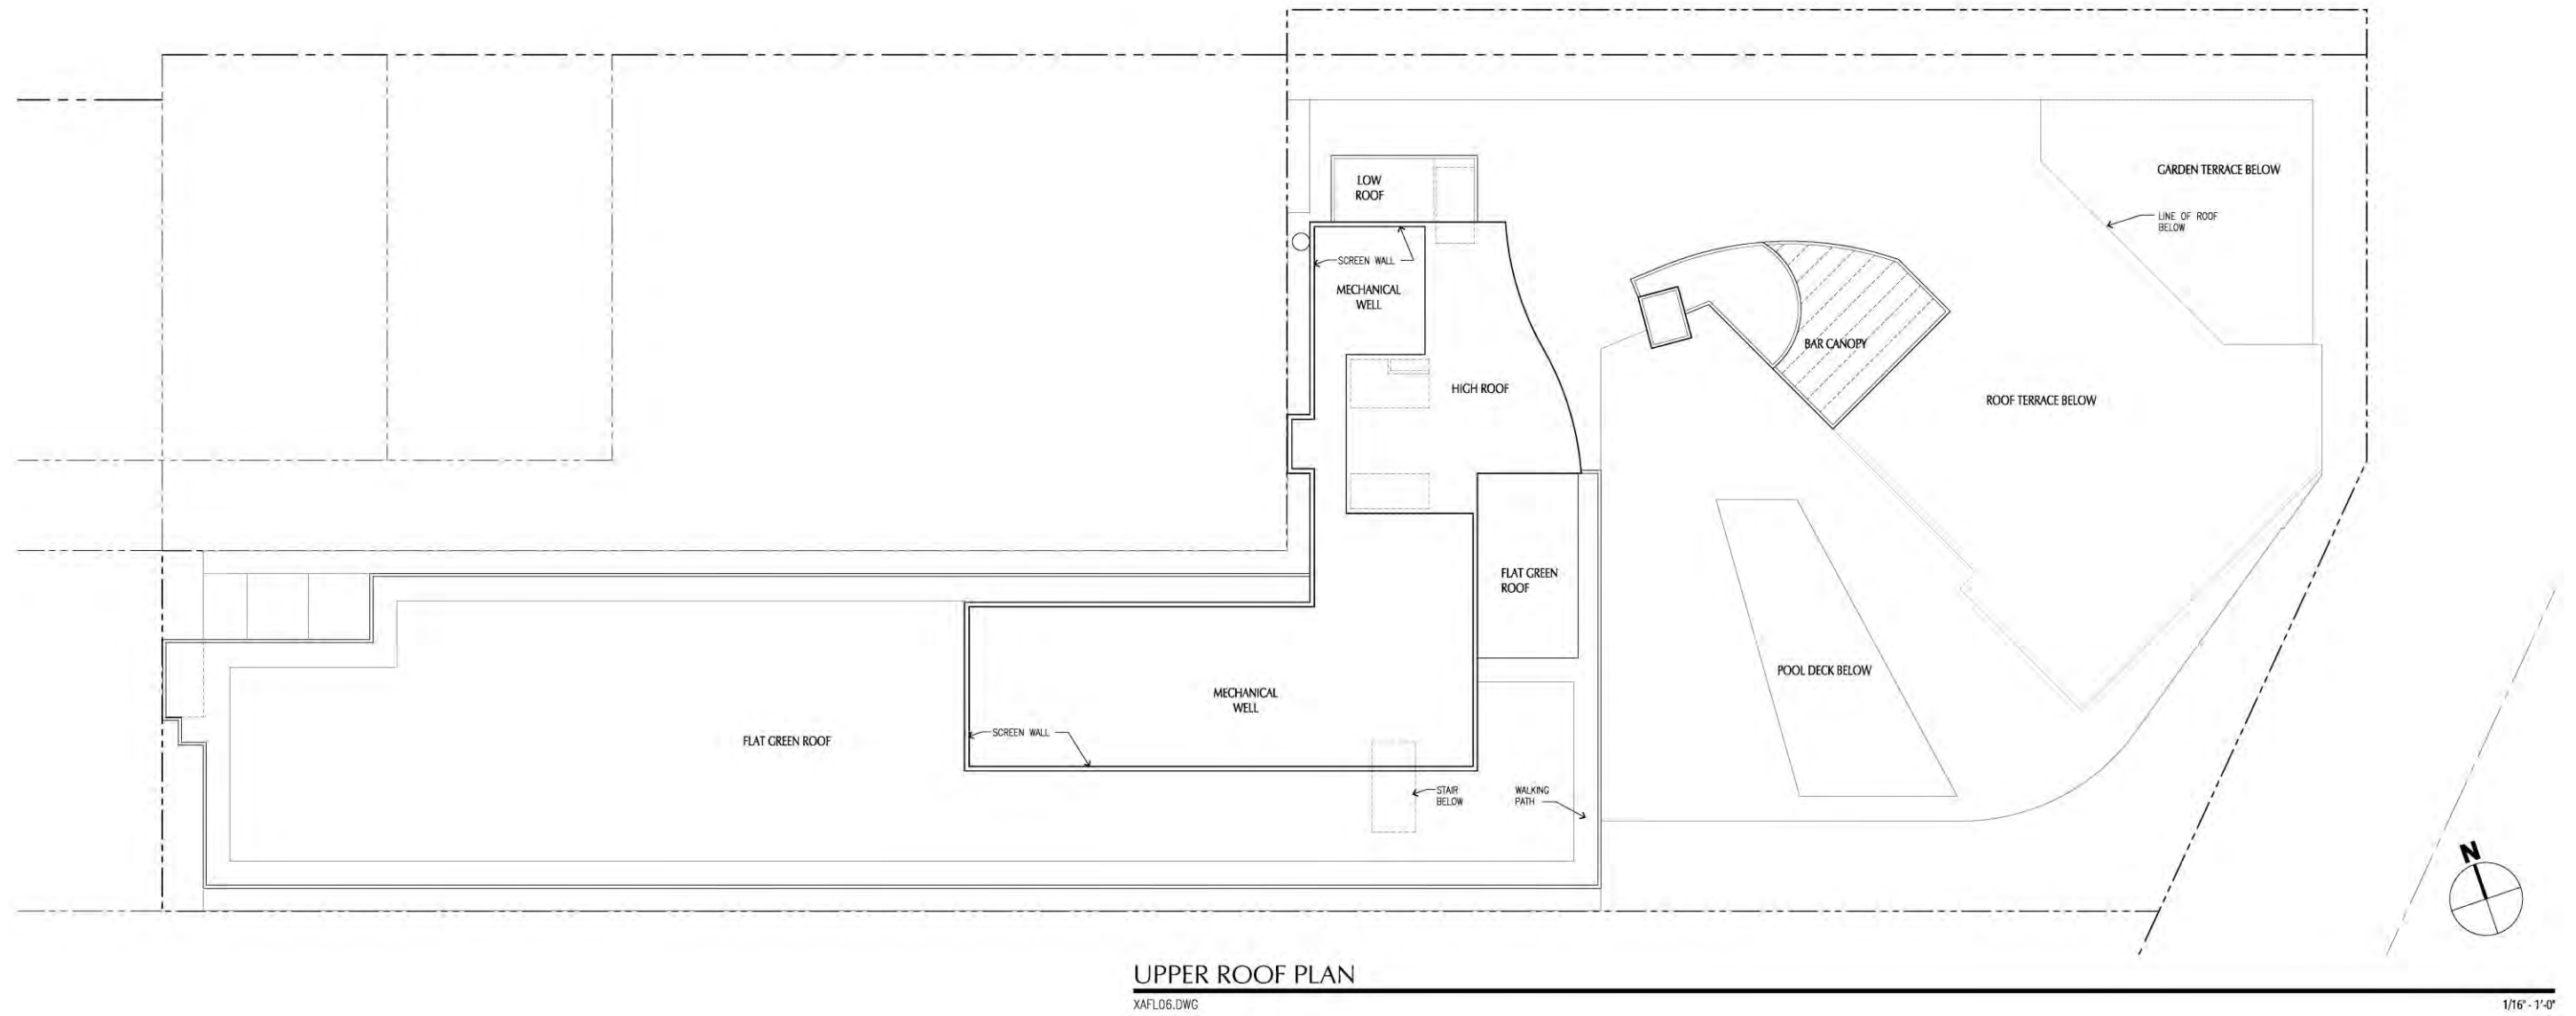 GARDEN TERRACE BELOW
LOW
ROOF
LINE OF ROOF
BELOW
SCREEN WALL
MECHANICAL
WELL
BAR CANOPY
HIGH ROOF
ROOF TERRACE BELOW
FLAT GREEN
ROOF
POOL DECK BELOW
MECHANICAL
WELL
SCREEN WALL
FLAT GREEN ROOF
STAIR
BELOW
WALKING
PATH
N
UPPER ROOF PLAN
XAFL06.DWG
1/16" - 1'-0"